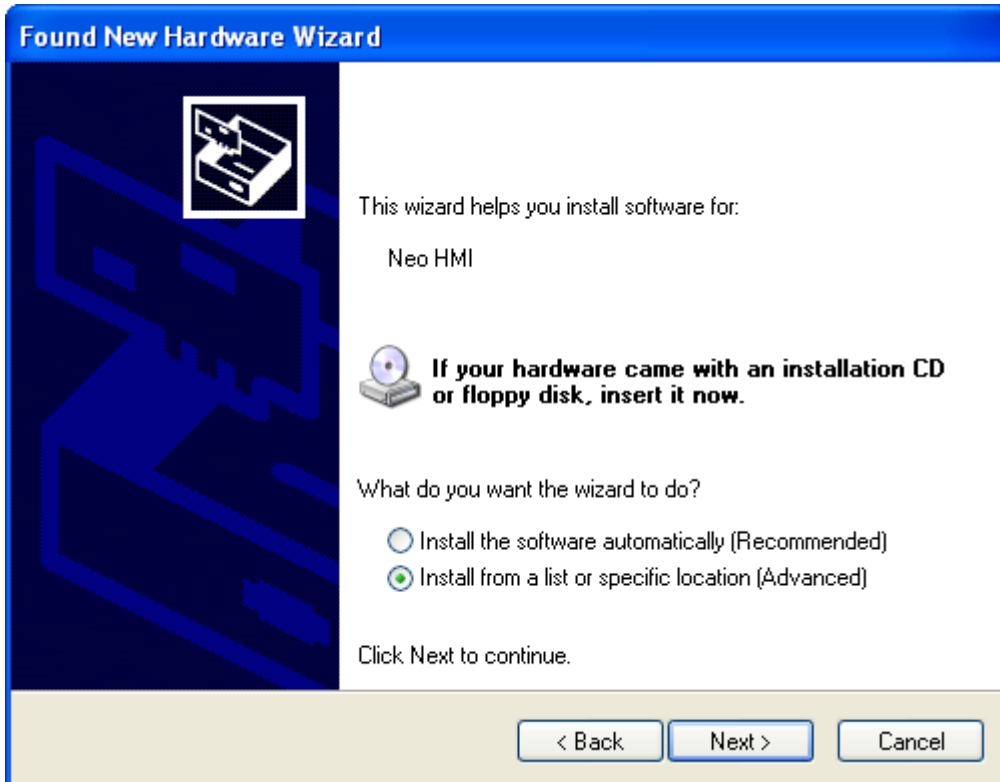 Found New Hardware Wizard
This wizard helps you install software for:
Neo HMI
If your hardware came with an installation CD
or floppy disk, insert it now.
What do you want the wizard to do?
Install the software automatically (Recommended)
Install from a list or specific location (Advanced)
Click Next to continue.
< Back Next > Cancel